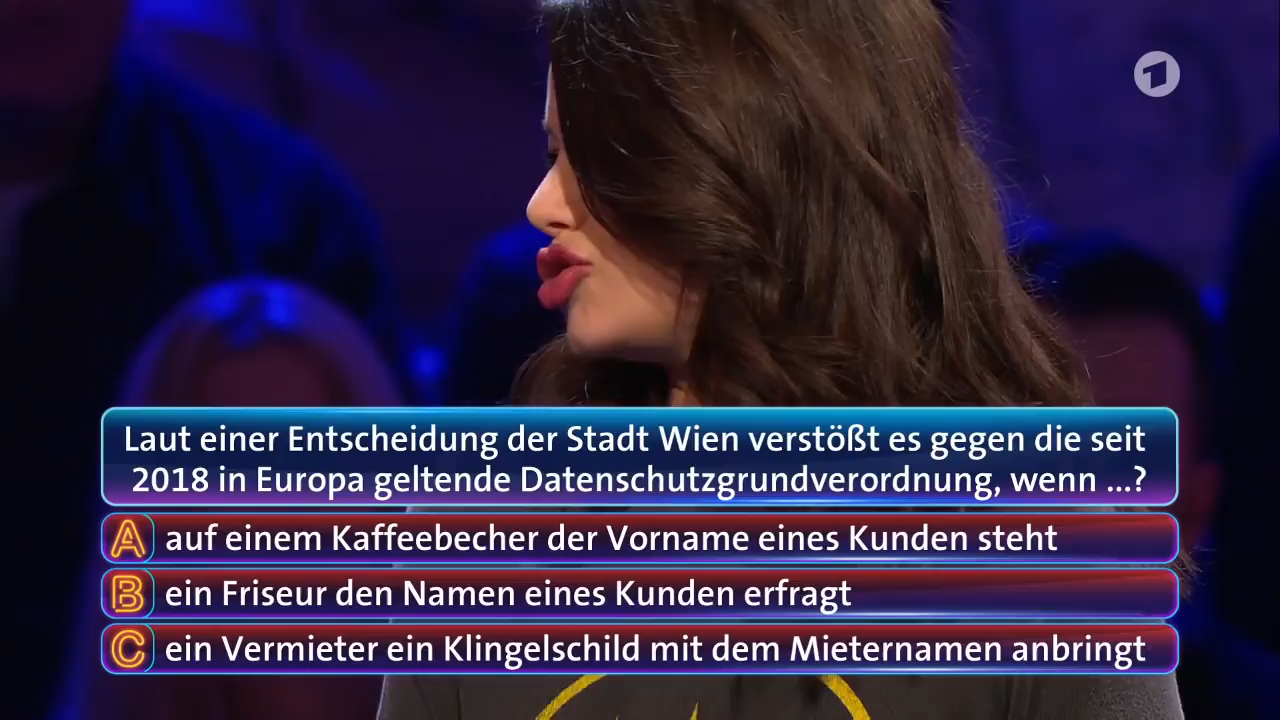 1
Laut einer Entscheidung der Stadt Wien verstößt es gegen die seit
2018 in Europa geltende Datenschutzgrundverordnung, wenn ...?
A auf einem Kaffeebecher der Vorname eines Kunden steht
B ein Friseur den Namen eines Kunden erfragt
C ein Vermieter ein Klingelschild mit dem Mieternamen anbringt